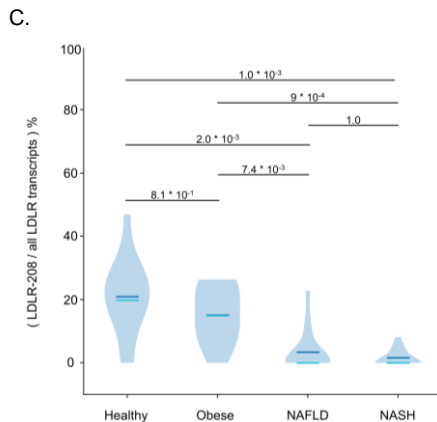 C.
( LDLR-208 / all LDLR transcripts ) %
100
80
60
40
20
0
1.0 * 10⁻³
9 * 10⁻⁴
1.0
2.0 * 10⁻³
7.4 * 10⁻³
8.1 * 10⁻¹
Healthy Obese NAFLD NASH